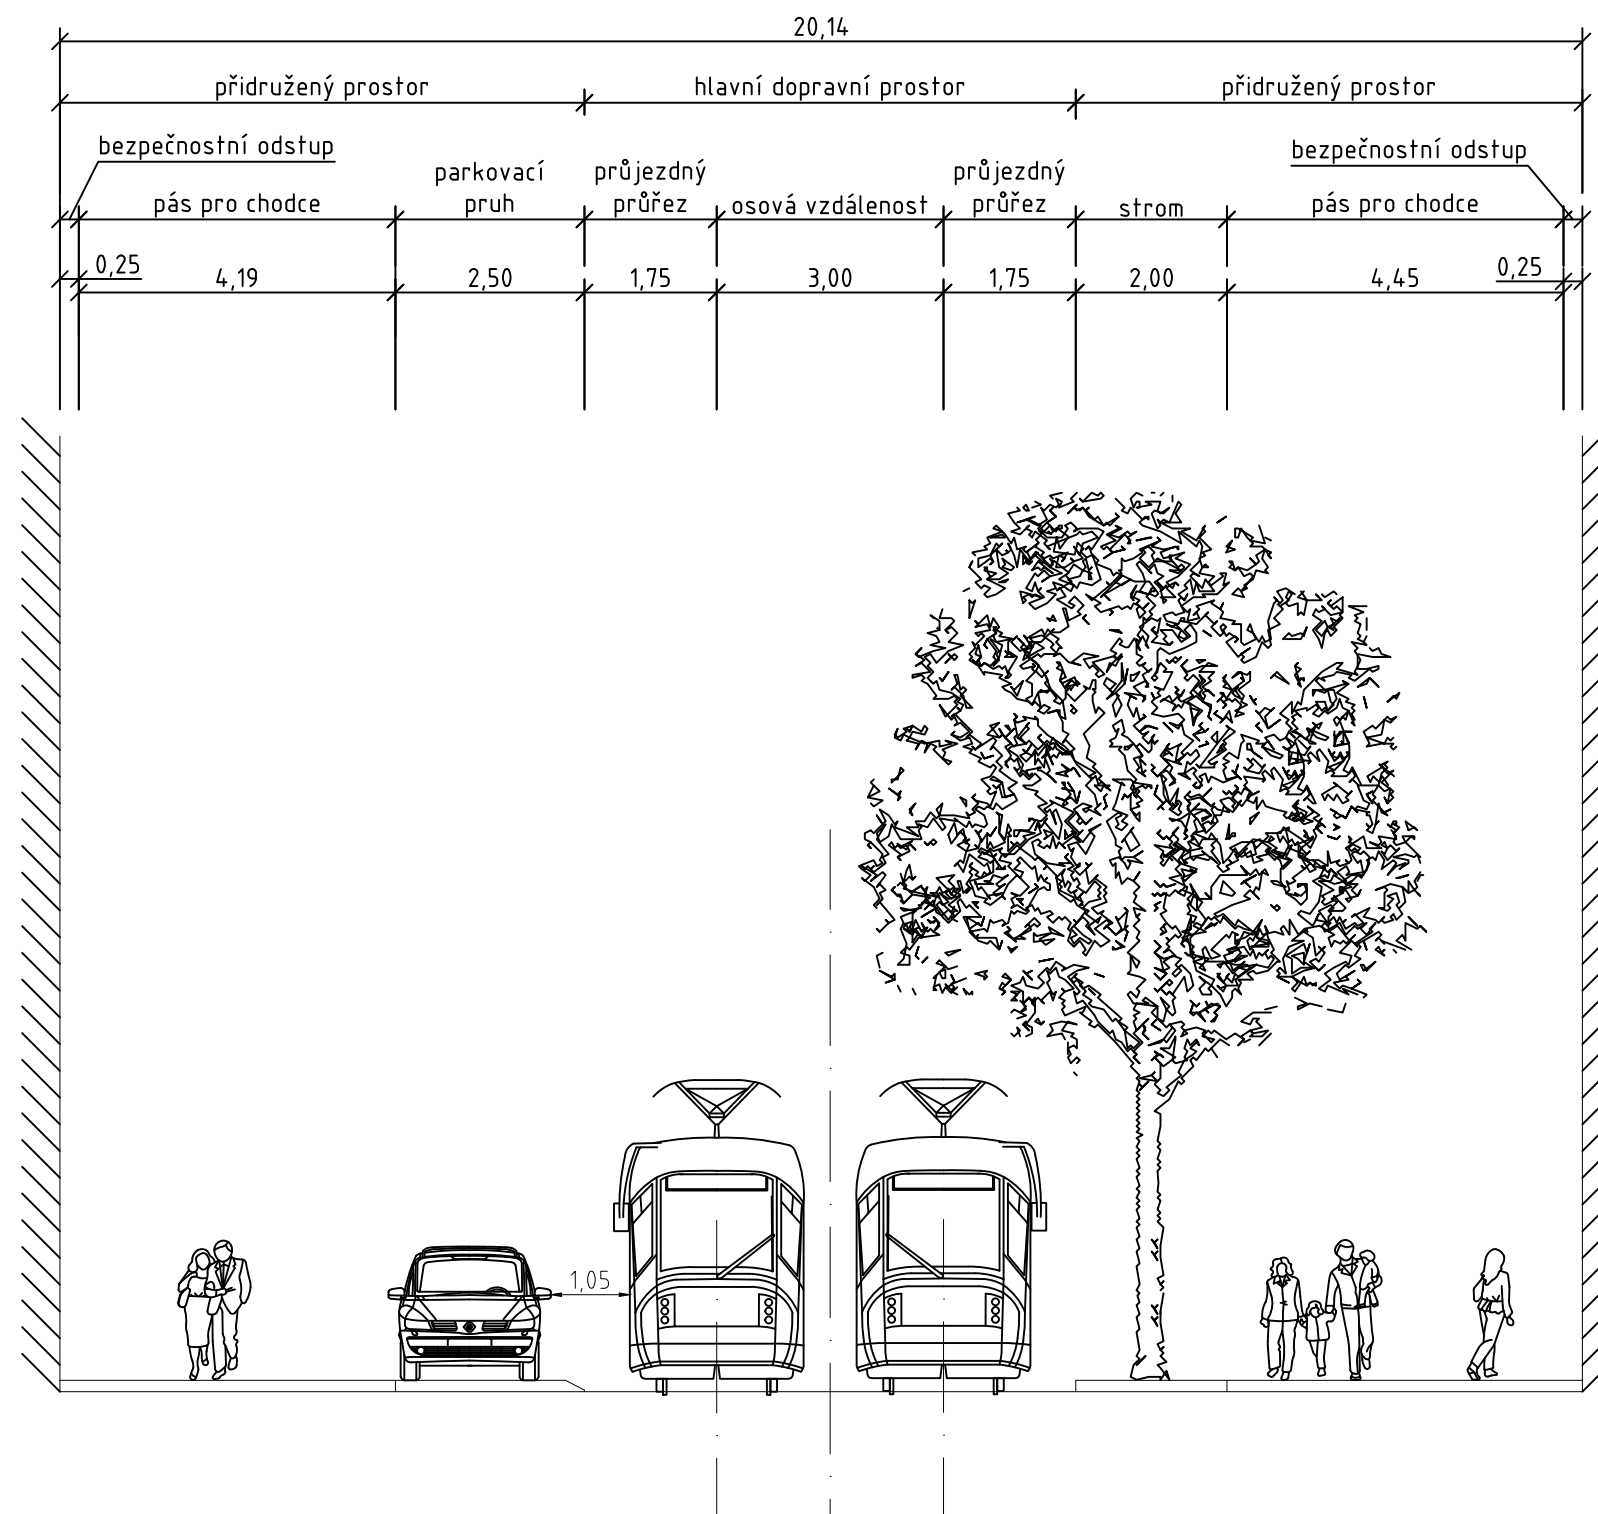 20,14
přidružený prostor
hlavní dopravní prostor
přidružený prostor
bezpečnostní odstup
bezpečnostní odstup
pás pro chodce
parkovací
pruh
průjezdný
průřez
osová vzdálenost
průjezdný
průřez
strom
pás pro chodce
0,25
4,19
2,50
1,75
3,00
1,75
2,00
4,45
0,25
1,05